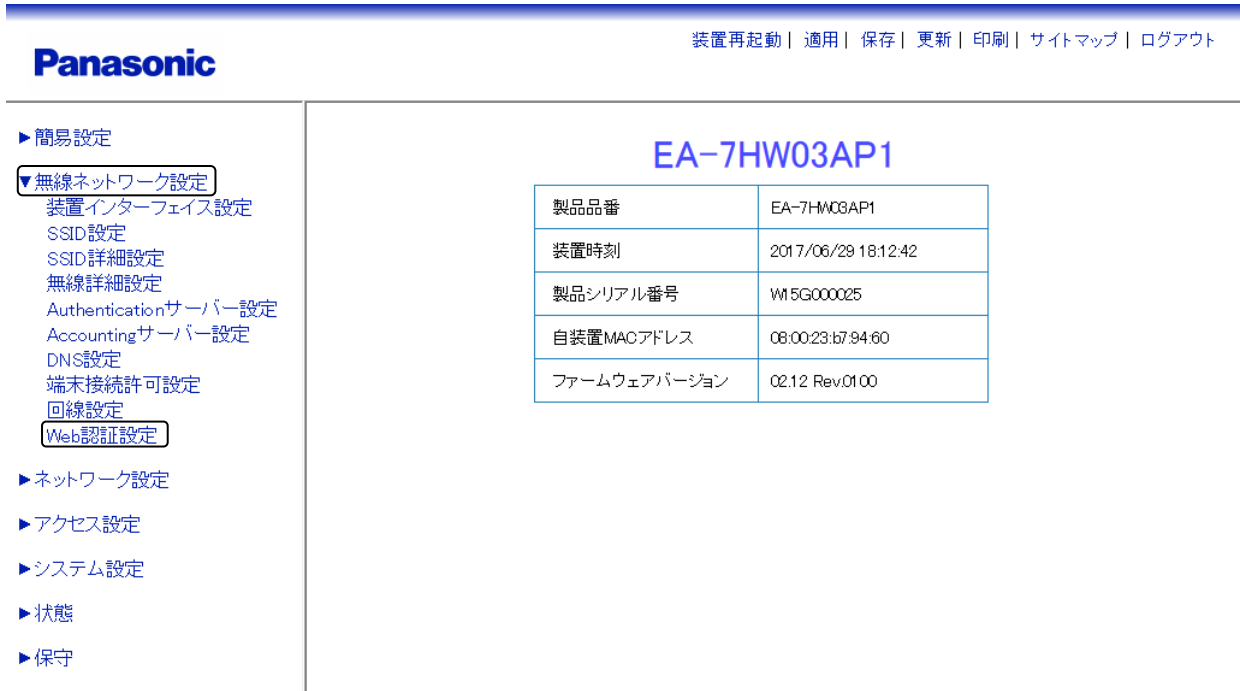 装置再起動| 適用| 保存| 更新| 印刷| サイトマップ| ログアウト
Panasonic
►簡易設定
▼無線ネットワーク設定
装置インターフェイス設定
SSID設定
SSID詳細設定
無線詳細設定
Authenticationサーバー設定
Accountingサーバー設定
DNS設定
端末接続許可設定
回線設定
Web認証設定
►ネットワーク設定
►アクセス設定
►システム設定
►状態
►保守
EA-7HW03AP1
製品品番 EA-7HW03AP1
装置時刻 2017/06/29 18:12:42
製品シリアル番号 W15G000025
自装置MACアドレス 08:00:23:b7:94:60
ファームウェアバージョン 02.12 Rev.0100